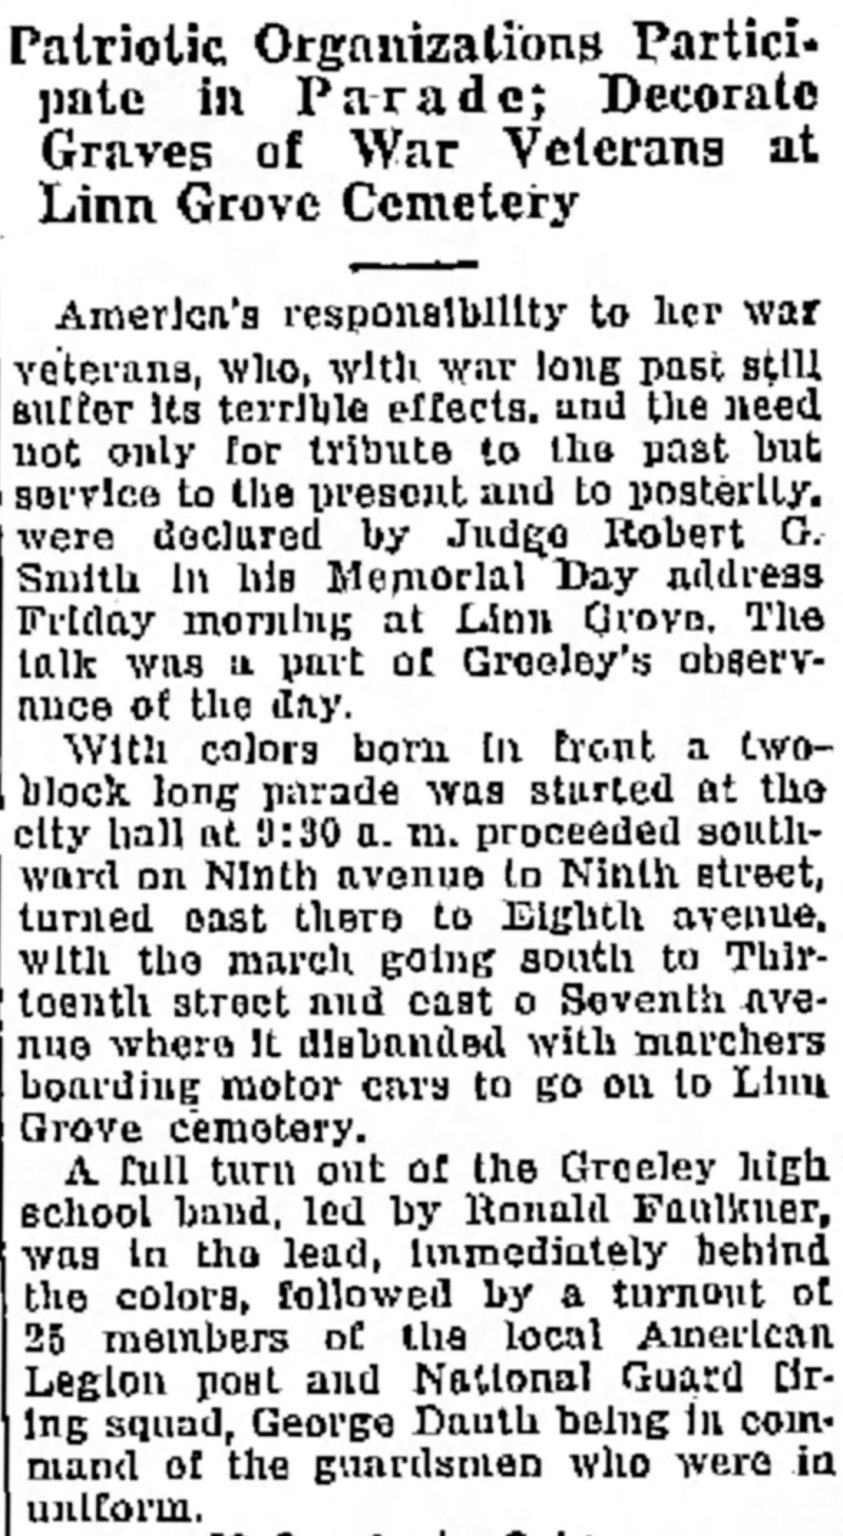 Patriotic Organizations Partici-
pate in Parade; Decorate
Graves of War Veterans at
Linn Grove Cemetery
America's responsibility to her war
veterans, who, with war long past still
suffer its terrible effects, and the need
not only for tribute to the past but
service to the present and to posterity,
were declared by Judge Robert G.
Smith in his Memorial Day address
Friday morning at Linn Grove. The
talk was a part of Greeley's observ-
ance of the day.
With colors born in front a two-
block long parade was started at the
city hall at 9:30 a. m. proceeded south-
ward on Ninth avenue to Ninth street,
turned east there to Eighth avenue,
with the march going south to Thir-
teenth street and east o Seventh ave-
nue where it disbanded with marchers
boarding motor cars to go on to Linn
Grove cemetery.
A full turn out of the Greeley high
school band, led by Ronald Faulkner,
was in the lead, immediately behind
the colors, followed by a turnout of
25 members of the local American
Legion post and National Guard fir-
ing squad, George Dauth being in com-
mand of the guardsmen who were in
uniform.